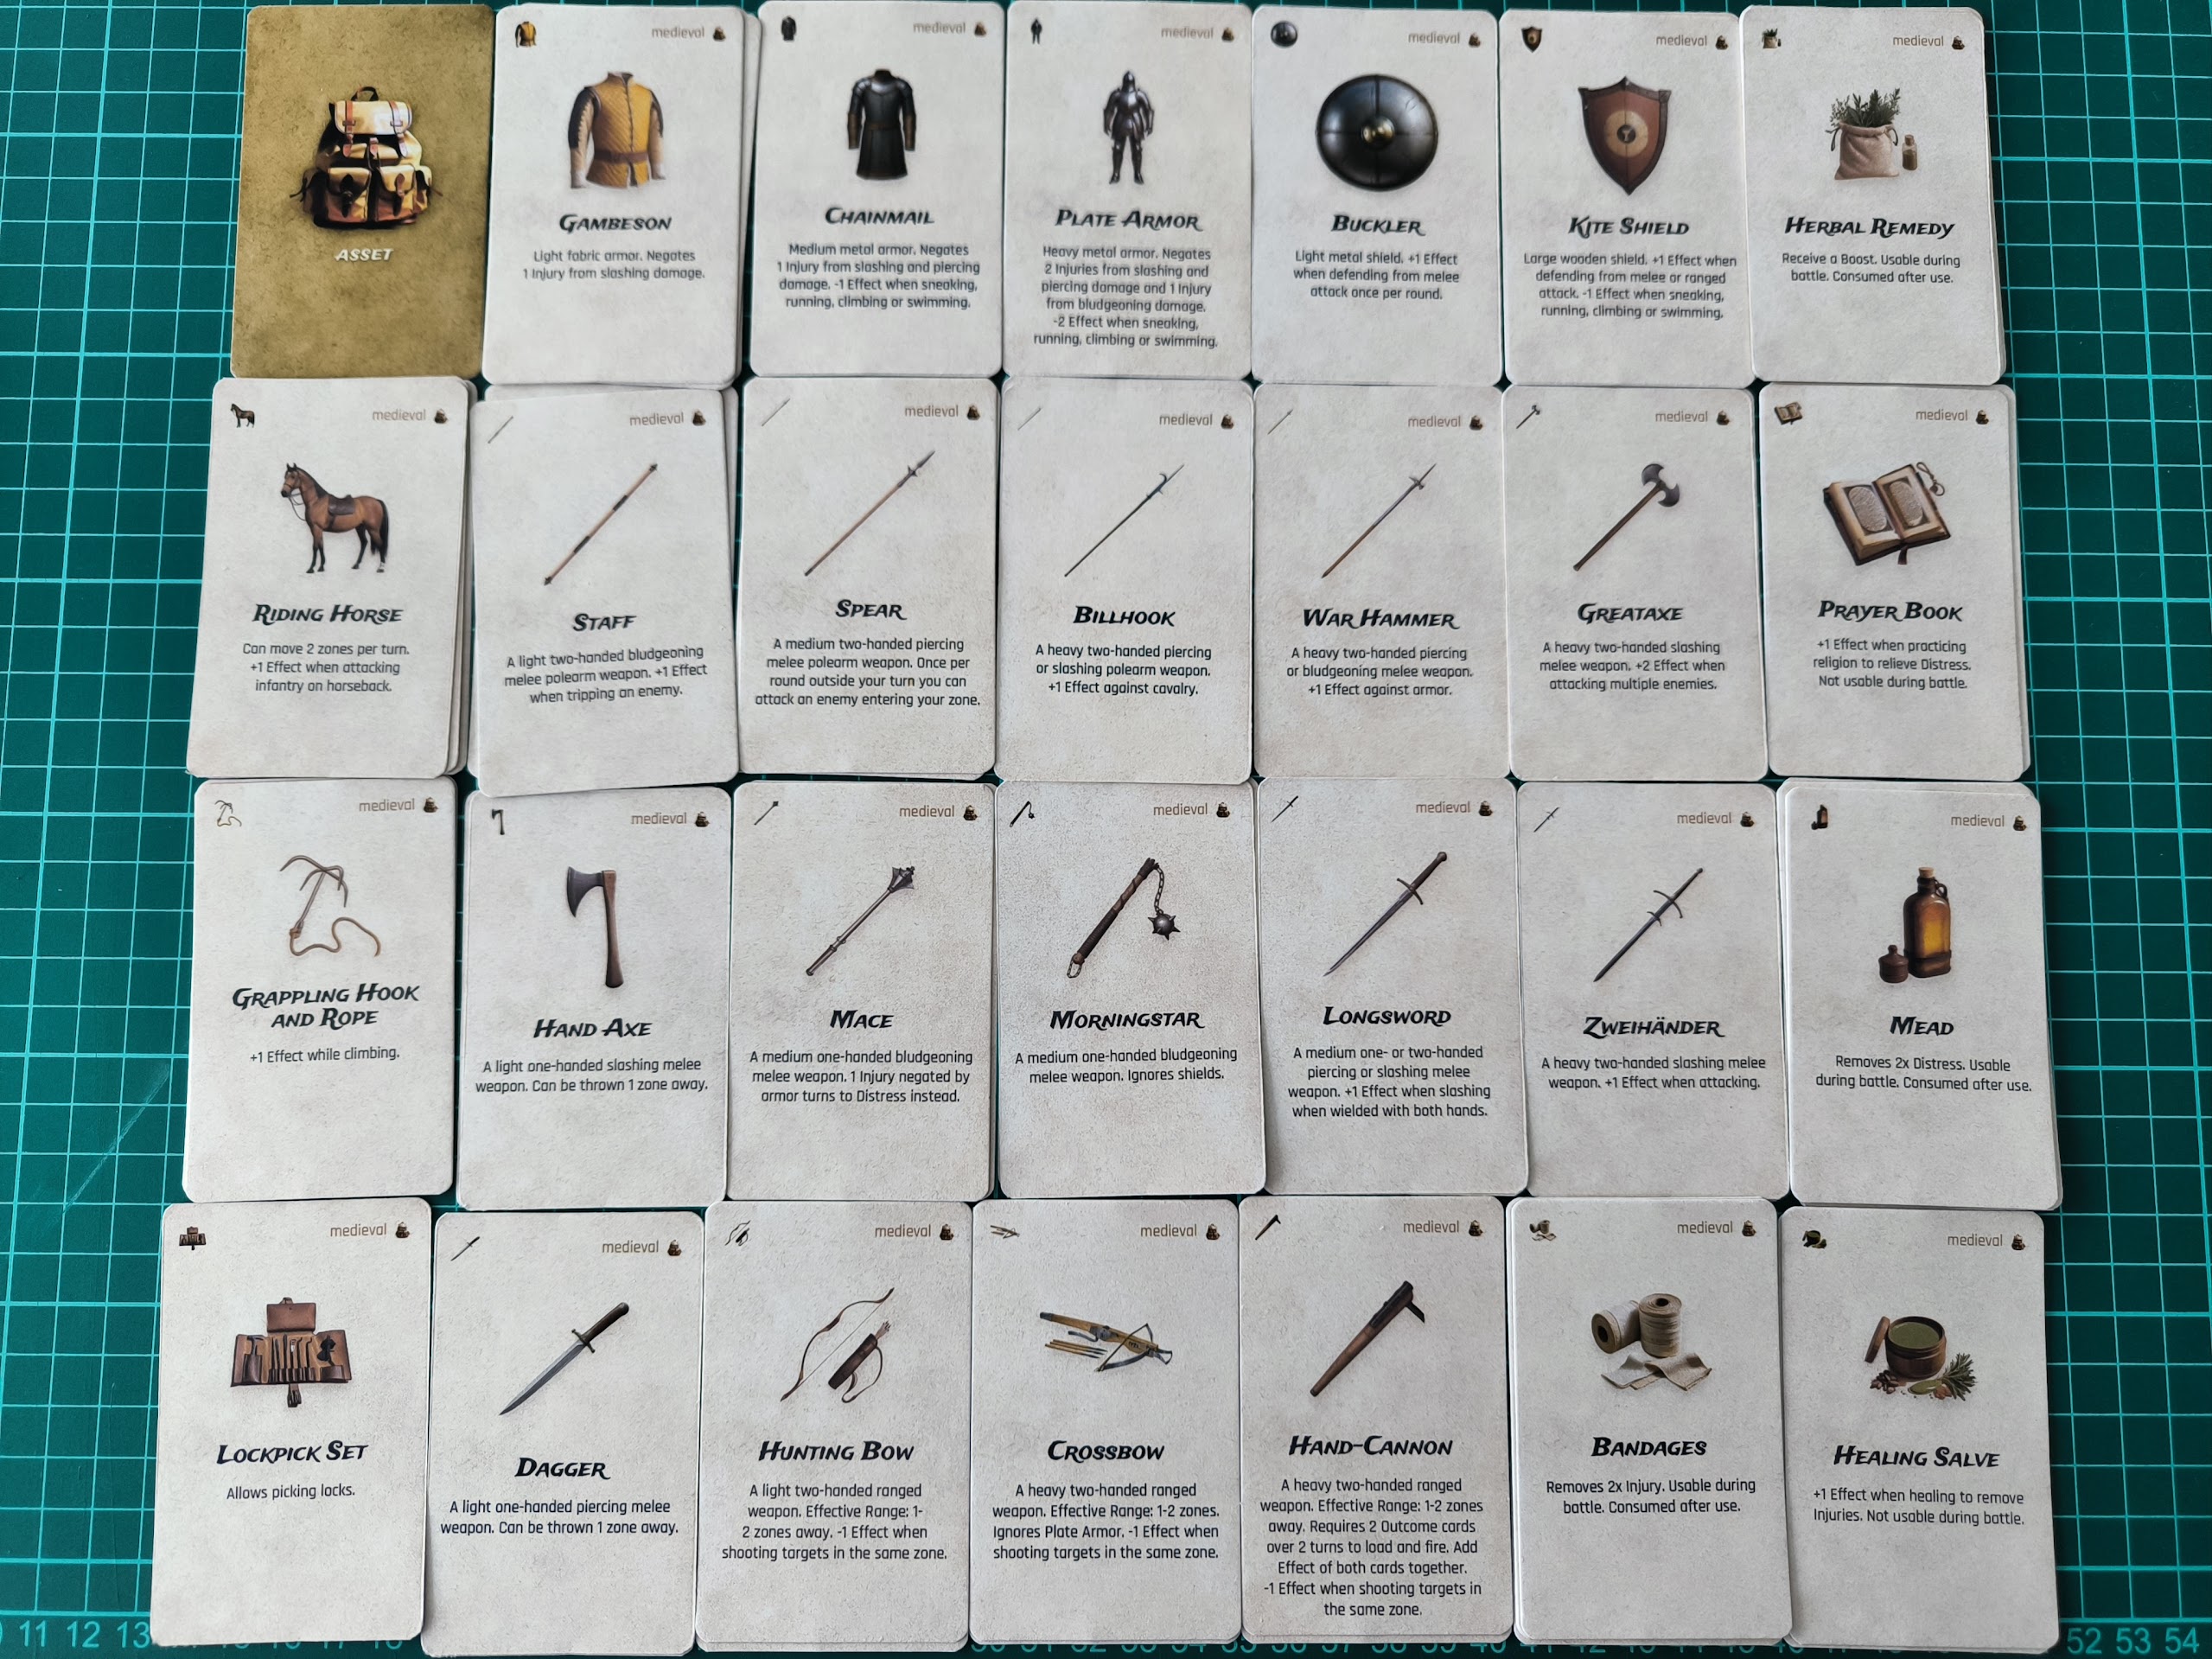 ASSET
medieval
GAMBESON
Light fabric armor. Negates
1 Injury from slashing damage.
medieval
CHAINMAIL
Medium metal armor. Negates
1 Injury from slashing and piercing
damage. -1 Effect when sneaking,
running, climbing or swimming.
medieval
PLATE ARMOR
Heavy metal armor. Negates
2 Injuries from slashing and
piercing damage and 1 Injury
from bludgeoning damage.
-2 Effect when sneaking,
running, climbing or swimming.
medieval
BUCKLER
Light metal shield. +1 Effect
when defending from melee
attack once per round.
medieval
KITE SHIELD
Large wooden shield. +1 Effect when
defending from melee or ranged
attack. -1 Effect when sneaking,
running, climbing or swimming.
medieval
HERBAL REMEDY
Receive a Boost. Usable during
battle. Consumed after use.
medieval
RIDING HORSE
Can move 2 zones per turn.
+1 Effect when attacking
infantry on horseback.
medieval
STAFF
A light two-handed bludgeoning
melee polearm weapon. +1 Effect
when tripping an enemy.
medieval
SPEAR
A medium two-handed piercing
melee polearm weapon. Once per
round outside your turn you can
attack an enemy entering your zone.
medieval
BILLHOOK
A heavy two-handed piercing
or slashing polearm weapon.
+1 Effect against cavalry.
medieval
WAR HAMMER
A heavy two-handed piercing
or bludgeoning melee weapon.
+1 Effect against armor.
medieval
GREATAXE
A heavy two-handed slashing
melee weapon. +2 Effect when
attacking multiple enemies.
medieval
PRAYER BOOK
+1 Effect when practicing
religion to relieve Distress.
Not usable during battle.
medieval
GRAPPLING HOOK
AND ROPE
+1 Effect while climbing.
medieval
HAND AXE
A light one-handed slashing melee
weapon. Can be thrown 1 zone away.
medieval
MACE
A medium one-handed bludgeoning
melee weapon. 1 Injury negated by
armor turns to Distress instead.
medieval
MORNINGSTAR
A medium one-handed bludgeoning
melee weapon. Ignores shields.
medieval
LONGSWORD
A medium one- or two-handed
piercing or slashing melee
weapon. +1 Effect when slashing
when wielded with both hands.
medieval
ZWEIHÄNDER
A heavy two-handed slashing melee
weapon. +1 Effect when attacking.
medieval
MEAD
Removes 2x Distress. Usable
during battle. Consumed after use.
medieval
LOCKPICK SET
Allows picking locks.
medieval
DAGGER
A light one-handed piercing melee
weapon. Can be thrown 1 zone away.
medieval
HUNTING BOW
A light two-handed ranged
weapon. Effective Range: 1-
2 zones away. -1 Effect when
shooting targets in the same zone.
medieval
CROSSBOW
A heavy two-handed ranged
weapon. Effective Range: 1-2 zones.
Ignores Plate Armor. -1 Effect when
shooting targets in the same zone.
medieval
HAND-CANNON
A heavy two-handed ranged
weapon. Effective Range: 1-2 zones
away. Requires 2 Outcome cards
over 2 turns to load and fire. Add
Effect of both cards together.
-1 Effect when shooting targets in
the same zone.
medieval
BANDAGES
Removes 2x Injury. Usable during
battle. Consumed after use.
medieval
HEALING SALVE
+1 Effect when healing to remove
Injuries. Not usable during battle.
11 12 13
52 53 54